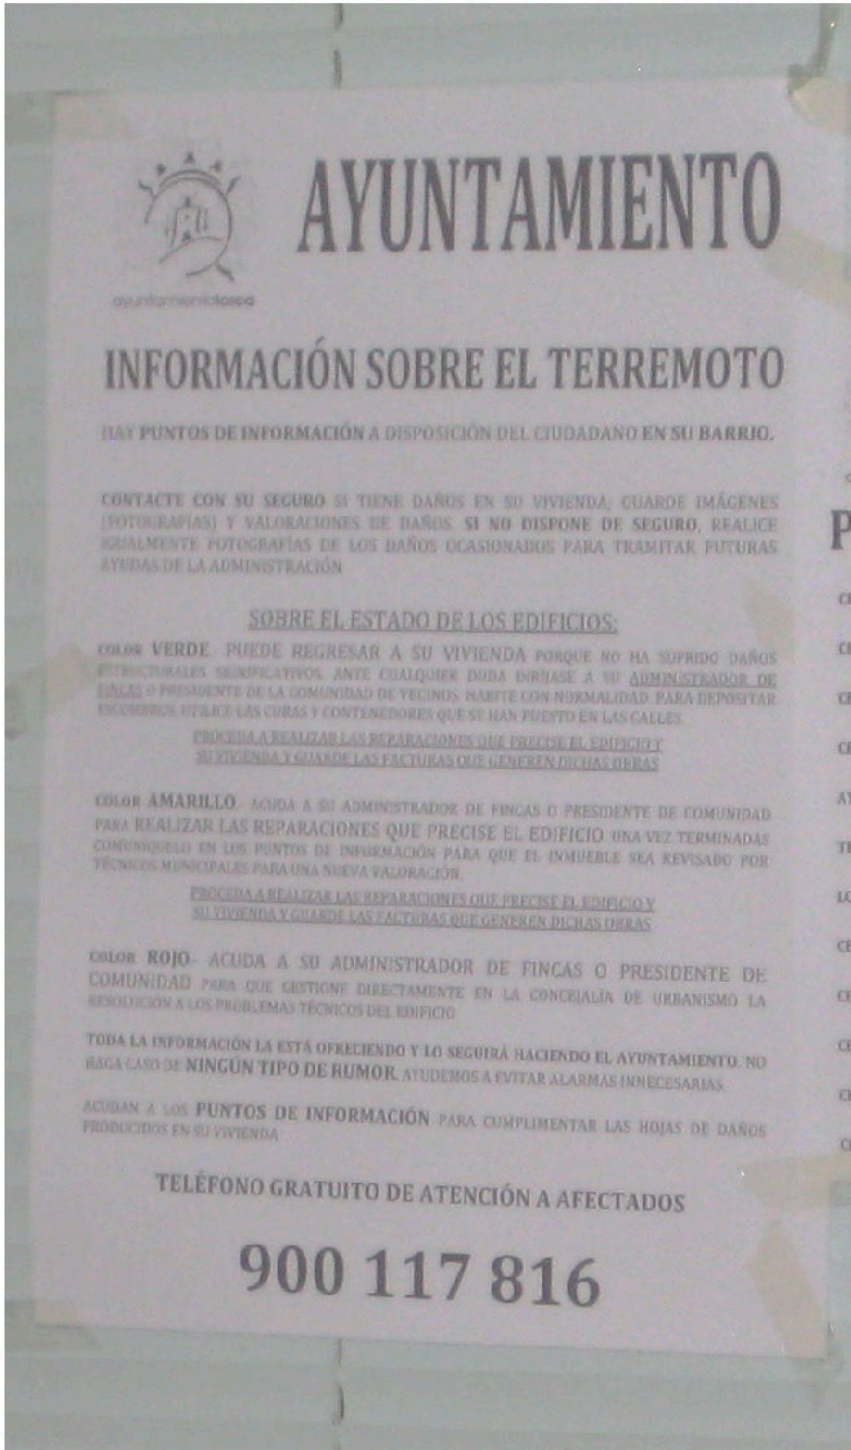 AYUNTAMIENTO
ayuntamientolorca
INFORMACIÓN SOBRE EL TERREMOTO
HAY PUNTOS DE INFORMACIÓN A DISPOSICIÓN DEL CIUDADANO EN SU BARRIO.
CONTACTE CON SU SEGURO SI TIENE DAÑOS EN SU VIVIENDA, GUARDE IMÁGENES
(FOTOGRAFIAS) Y VALORACIONES DE DAÑOS. SI NO DISPONE DE SEGURO, REALICE
IGUALMENTE FOTOGRAFÍAS DE LOS DAÑOS OCASIONADOS PARA TRAMITAR FUTURAS
AYUDAS DE LA ADMINISTRACIÓN
SOBRE EL ESTADO DE LOS EDIFICIOS:
COLOR VERDE. PUEDE REGRESAR A SU VIVIENDA PORQUE NO HA SUFRIDO DAÑOS
ESTRUCTURALES SIGNIFICATIVOS. ANTE CUALQUIER DUDA DIRÍJASE A SU ADMINISTRADOR DE
FINCAS O PRESIDENTE DE LA COMUNIDAD DE VECINOS. HABITE CON NORMALIDAD. PARA DEPOSITAR
ESCOMBROS, UTILICE LAS CUBAS Y CONTENEDORES QUE SE HAN PUESTO EN LAS CALLES.
PROCEDA A REALIZAR LAS REPARACIONES QUE PRECISE EL EDIFICIO Y
SU VIVIENDA Y GUARDE LAS FACTURAS QUE GENEREN DICHAS OBRAS
COLOR AMARILLO. ACUDA A SU ADMINISTRADOR DE FINCAS O PRESIDENTE DE COMUNIDAD
PARA REALIZAR LAS REPARACIONES QUE PRECISE EL EDIFICIO UNA VEZ TERMINADAS
COMUNÍQUELO EN LOS PUNTOS DE INFORMACIÓN PARA QUE EL INMUEBLE SEA REVISADO POR
TÉCNICOS MUNICIPALES PARA UNA NUEVA VALORACIÓN.
PROCEDA A REALIZAR LAS REPARACIONES QUE PRECISE EL EDIFICIO Y
SU VIVIENDA Y GUARDE LAS FACTURAS QUE GENEREN DICHAS OBRAS
COLOR ROJO- ACUDA A SU ADMINISTRADOR DE FINCAS O PRESIDENTE DE
COMUNIDAD PARA QUE GESTIONE DIRECTAMENTE EN LA CONCEJALÍA DE URBANISMO LA
RESOLUCIÓN A LOS PROBLEMAS TÉCNICOS DEL EDIFICIO
TODA LA INFORMACIÓN LA ESTÁ OFRECIENDO Y LO SEGUIRÁ HACIENDO EL AYUNTAMIENTO. NO
HAGA CASO DE NINGÚN TIPO DE RUMOR. AYUDEMOS A EVITAR ALARMAS INNECESARIAS.
ACUDAN A LOS PUNTOS DE INFORMACIÓN PARA CUMPLIMENTAR LAS HOJAS DE DAÑOS
PRODUCIDOS EN SU VIVIENDA
TELÉFONO GRATUITO DE ATENCIÓN A AFECTADOS
900 117 816